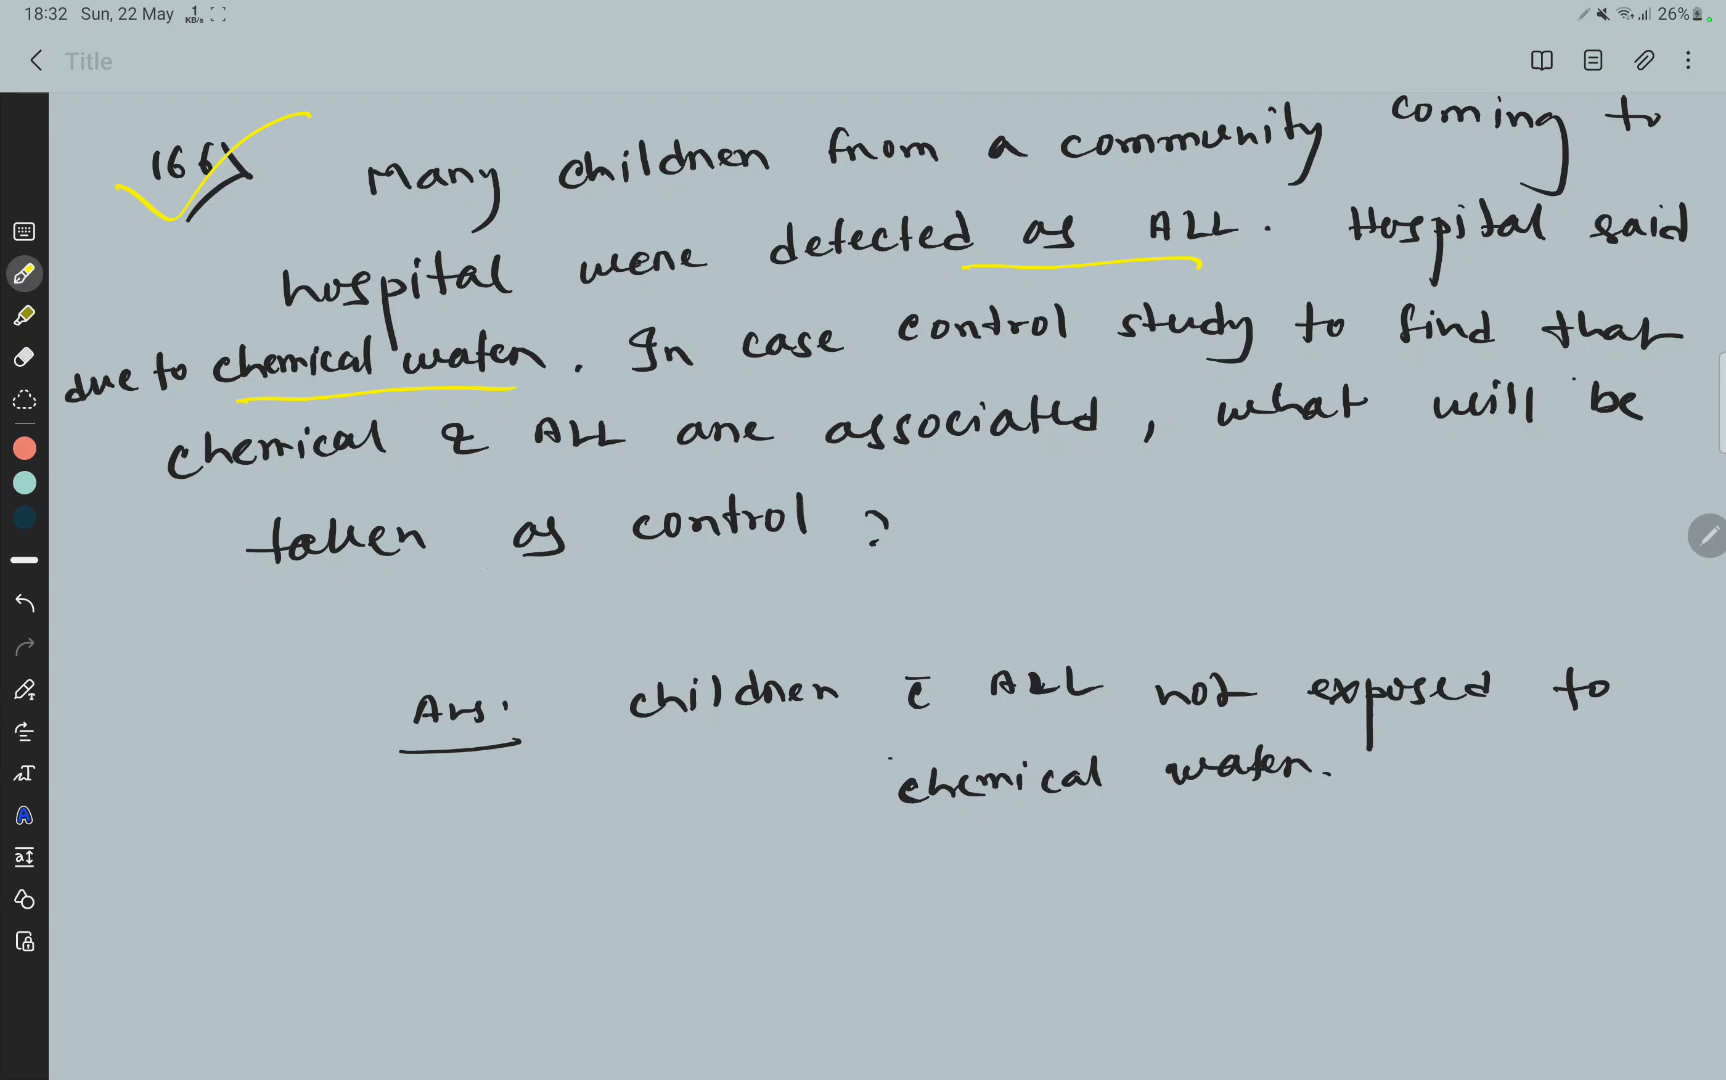 18:32 Sun, 22 May 1 KB/s 26%
Title
166) Many children from a community coming to
hospital were detected as ALL. Hospital said
due to chemical water. In case control study to find that
chemical & ALL are associated, what will be
taken as control ?
Ans: children c̄ ALL not exposed to
chemical water.